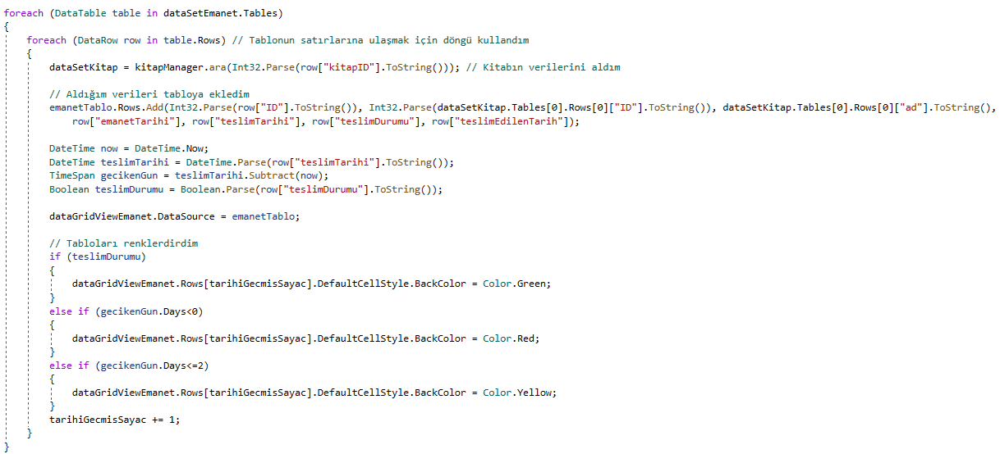 foreach (DataTable table in dataSetEmanet.Tables)
{
foreach (DataRow row in table.Rows) // Tablonun satırlarına ulaşmak için döngü kullandım
{
dataSetKitap = kitapManager.ara(Int32.Parse(row["kitapID"].ToString())); // Kitabın verilerini aldım
// Aldığım verileri tabloya ekledim
emanetTablo.Rows.Add(Int32.Parse(row["ID"].ToString()), Int32.Parse(dataSetKitap.Tables[0].Rows[0]["ID"].ToString()), dataSetKitap.Tables[0].Rows[0]["ad"].ToString(),
row["emanetTarihi"], row["teslimTarihi"], row["teslimDurumu"], row["teslimEdilenTarih"]);
DateTime now = DateTime.Now;
DateTime teslimTarihi = DateTime.Parse(row["teslimTarihi"].ToString());
TimeSpan gecikenGun = teslimTarihi.Subtract(now);
Boolean teslimDurumu = Boolean.Parse(row["teslimDurumu"].ToString());
dataGridViewEmanet.DataSource = emanetTablo;
// Tabloları renklerdirdim
if (teslimDurumu)
{
dataGridViewEmanet.Rows[tarihiGecmisSayac].DefaultCellStyle.BackColor = Color.Green;
}
else if (gecikenGun.Days<0)
{
dataGridViewEmanet.Rows[tarihiGecmisSayac].DefaultCellStyle.BackColor = Color.Red;
}
else if (gecikenGun.Days<=2)
{
dataGridViewEmanet.Rows[tarihiGecmisSayac].DefaultCellStyle.BackColor = Color.Yellow;
}
tarihiGecmisSayac += 1;
}
}